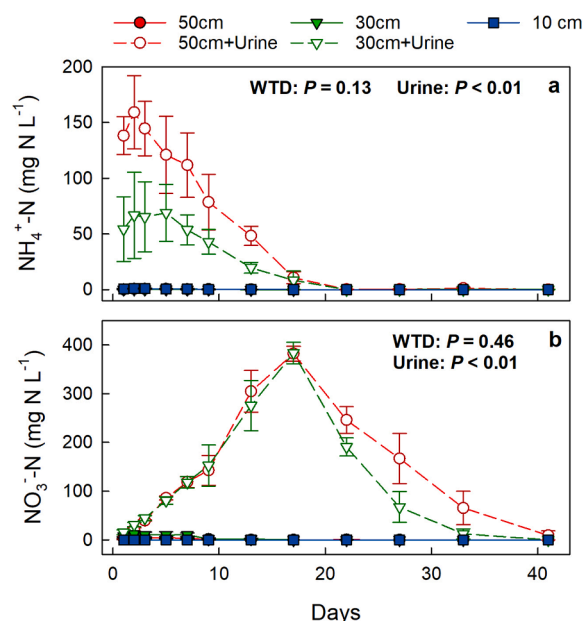 50cm 30cm 10 cm
50cm+Urine 30cm+Urine
200
WTD: P = 0.13 Urine: P < 0.01 a
150
100
50
0
NH₄⁺-N (mg N L⁻¹)
b
WTD: P = 0.46
Urine: P < 0.01
400
300
200
100
0
NO₃⁻-N (mg N L⁻¹)
0 10 20 30 40
Days